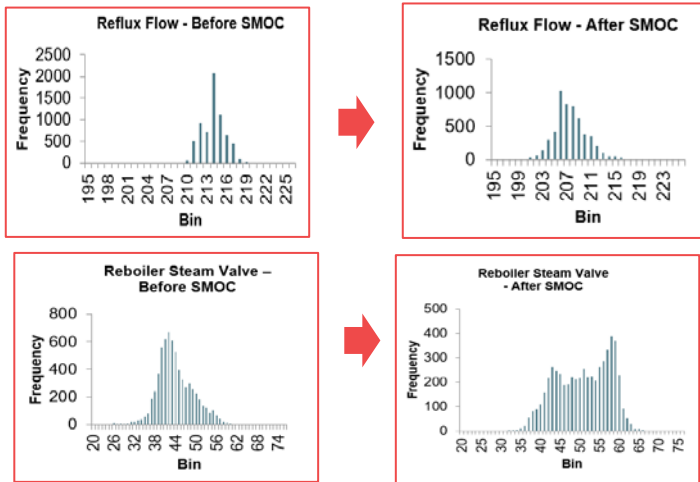 Reflux Flow - Before SMOC
Frequency
2500
2000
1500
1000
500
0
195 198 201 204 207 210 213 216 219 222 225
Bin
Reflux Flow - After SMOC
Frequency
1500
1000
500
0
195 199 203 207 211 215 219 223
Bin
Reboiler Steam Valve –
Before SMOC
Frequency
800
600
400
200
0
20 26 32 38 44 50 56 62 68 74
Bin
Reboiler Steam Valve
- After SMOC
Frequency
500
400
300
200
100
0
20 25 30 35 40 45 50 55 60 65 70 75
Bin